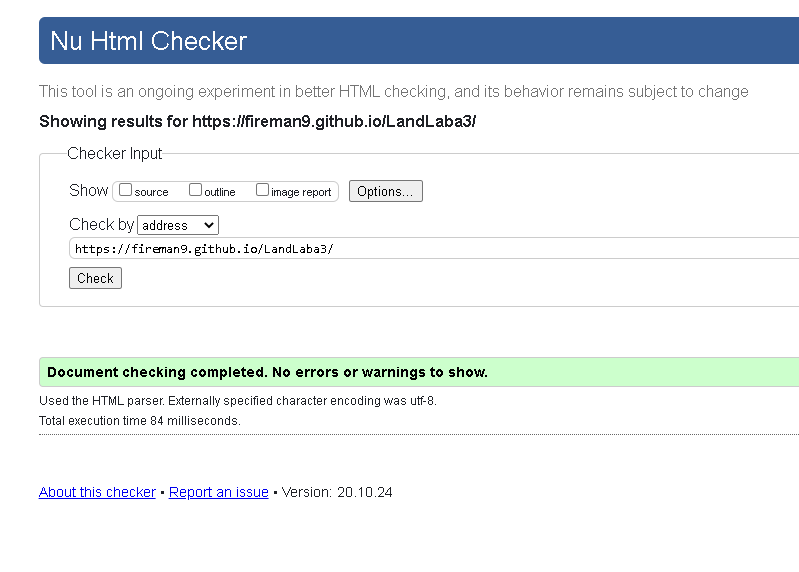 Nu Html Checker
This tool is an ongoing experiment in better HTML checking, and its behavior remains subject to change
Showing results for https://fireman9.github.io/LandLaba3/
Checker Input
Show source outline image report Options...
Check by address
https://fireman9.github.io/LandLaba3/
Check
Document checking completed. No errors or warnings to show.
Used the HTML parser. Externally specified character encoding was utf-8.
Total execution time 84 milliseconds.
About this checker • Report an issue • Version: 20.10.24